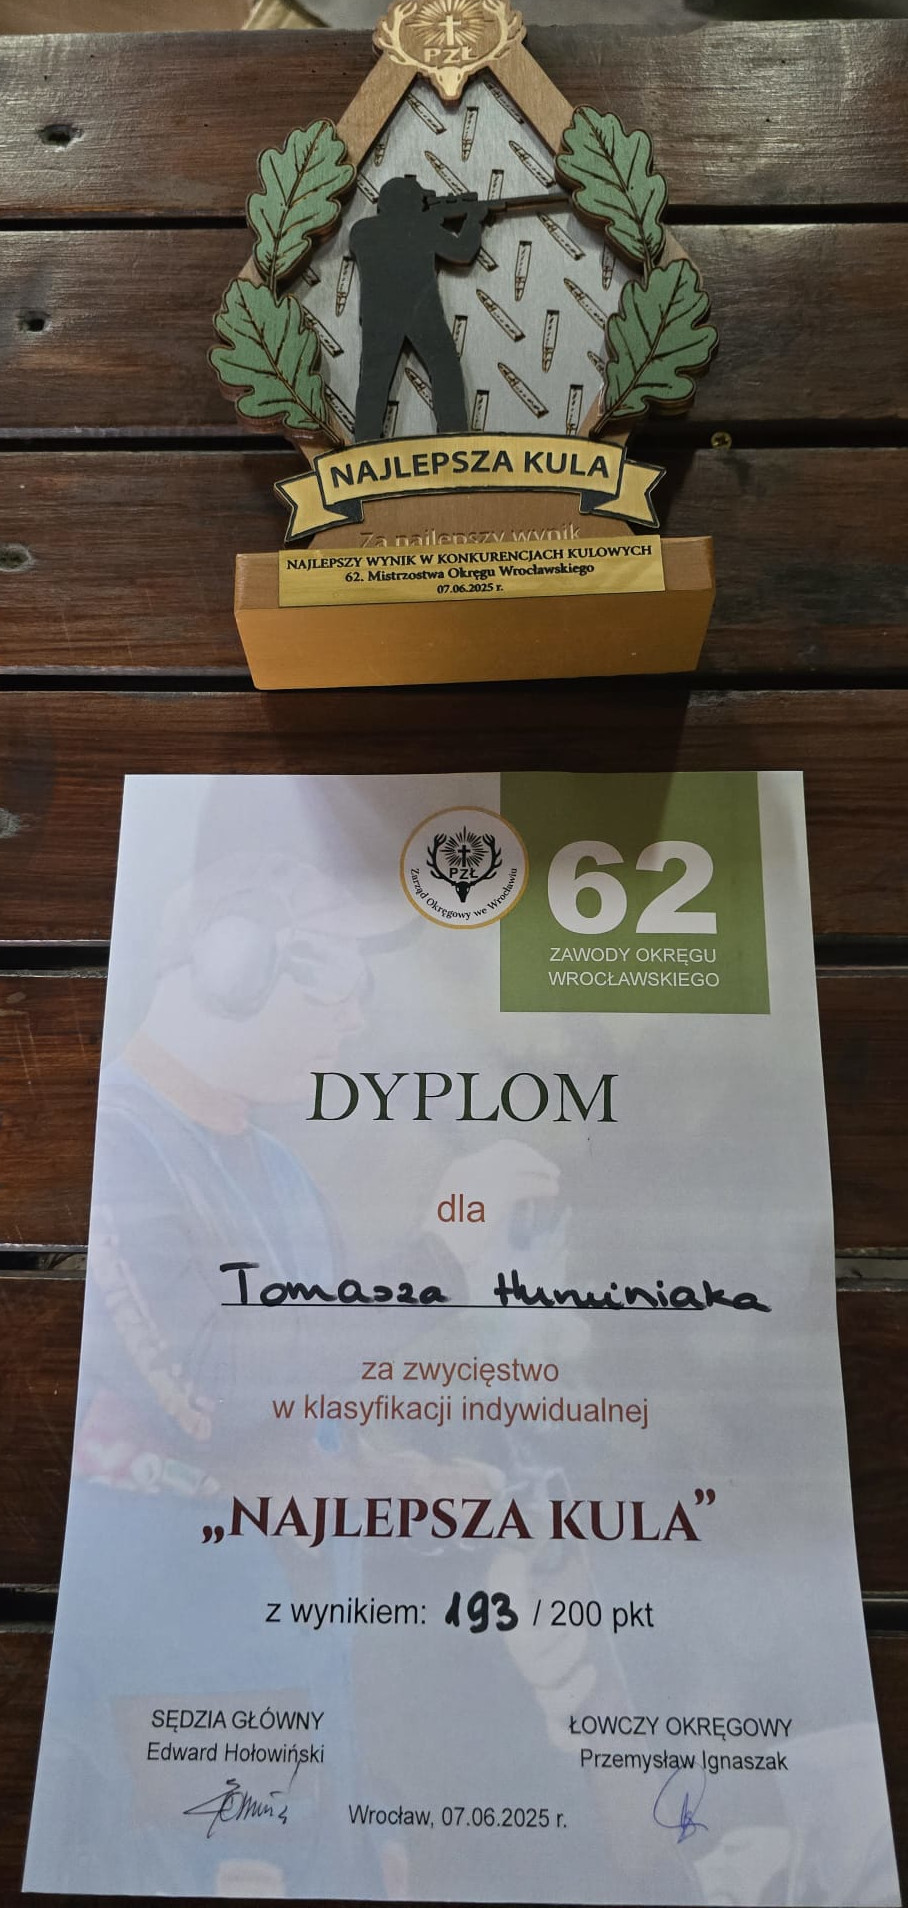 PZŁ
NAJLEPSZA KULA
Za najlepszy wynik
NAJLEPSZY WYNIK W KONKURENCJACH KULOWYCH
62. Mistrzostwa Okręgu Wrocławskiego
07.06.2025 r.
PZŁ
Zarząd Okręgowy we Wrocławiu
62
ZAWODY OKRĘGU
WROCŁAWSKIEGO
DYPLOM
dla
Tomasza
za zwycięstwo
w klasyfikacji indywidualnej
„NAJLEPSZA KULA”
z wynikiem: 193 / 200 pkt
SĘDZIA GŁÓWNY
Edward Hołowiński
ŁOWCZY OKRĘGOWY
Przemysław Ignaszak
Wrocław, 07.06.2025 r.